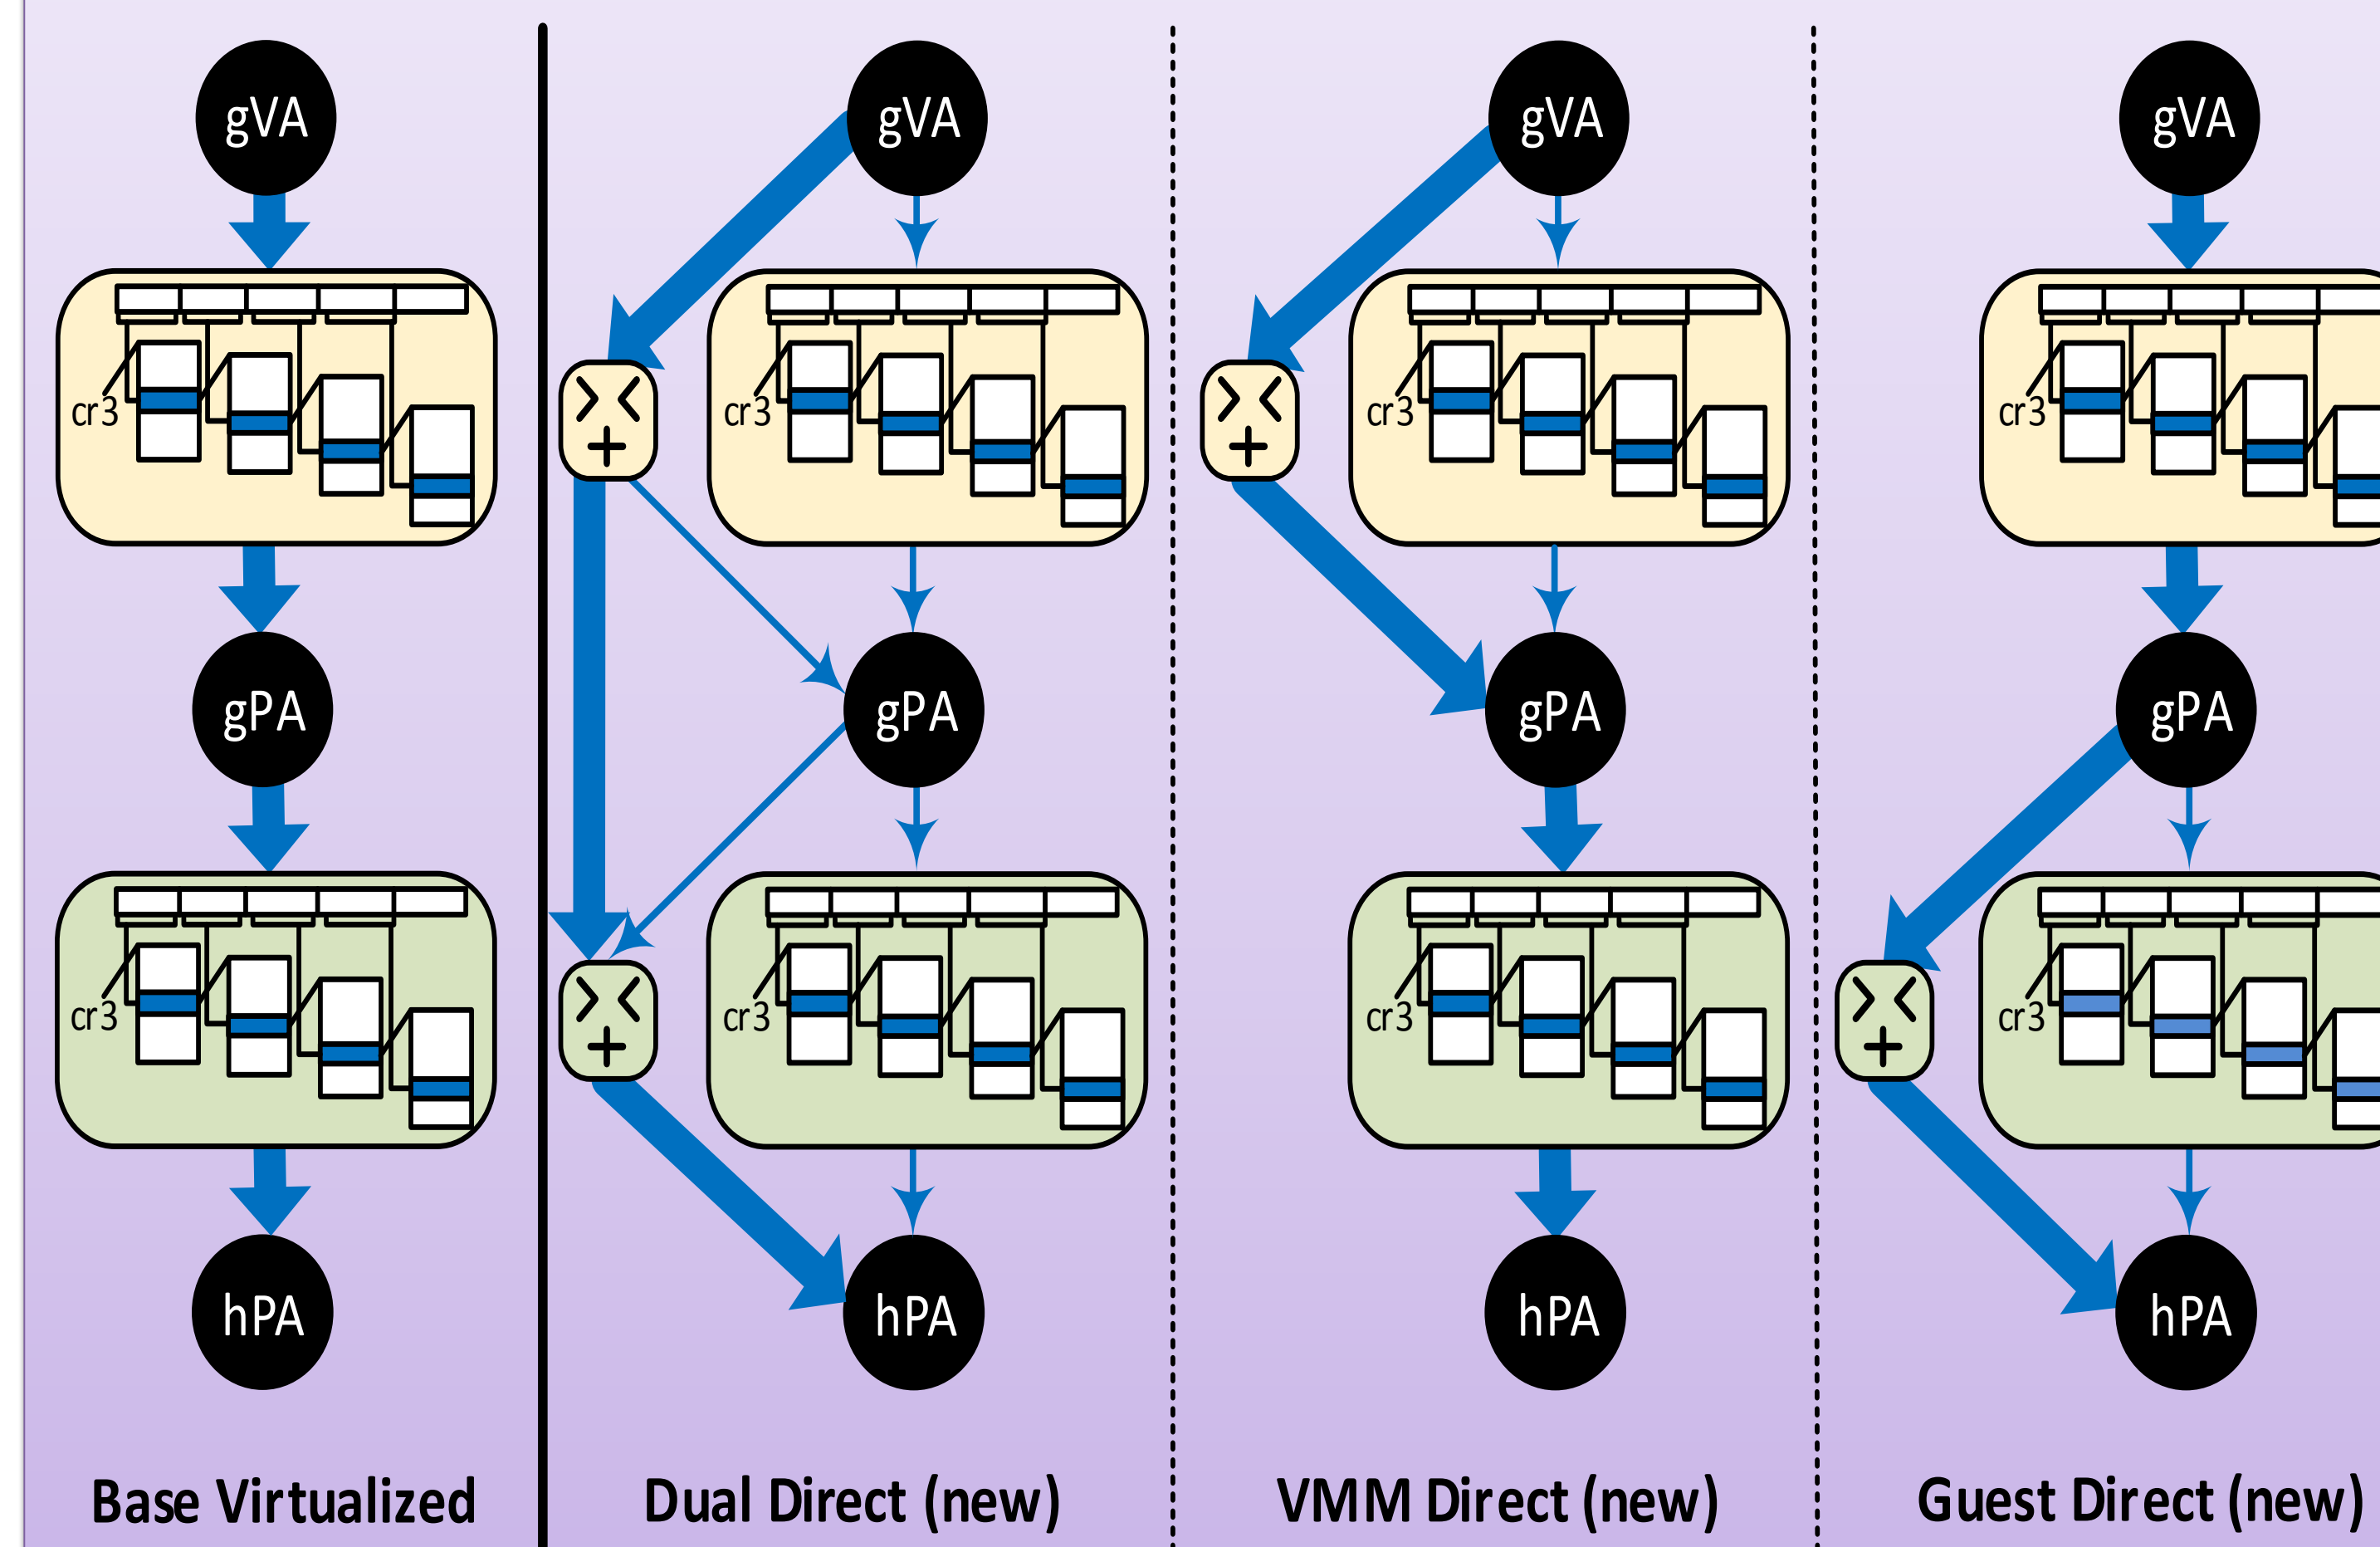 gVA
gVA
gVA
gVA
cr3
> <
+
cr3
> <
+
cr3
cr3
gPA
gPA
gPA
gPA
cr3
> <
+
cr3
cr3
> <
+
cr3
hPA
hPA
hPA
hPA
Base Virtualized
Dual Direct (new)
VMM Direct (new)
Guest Direct (new)